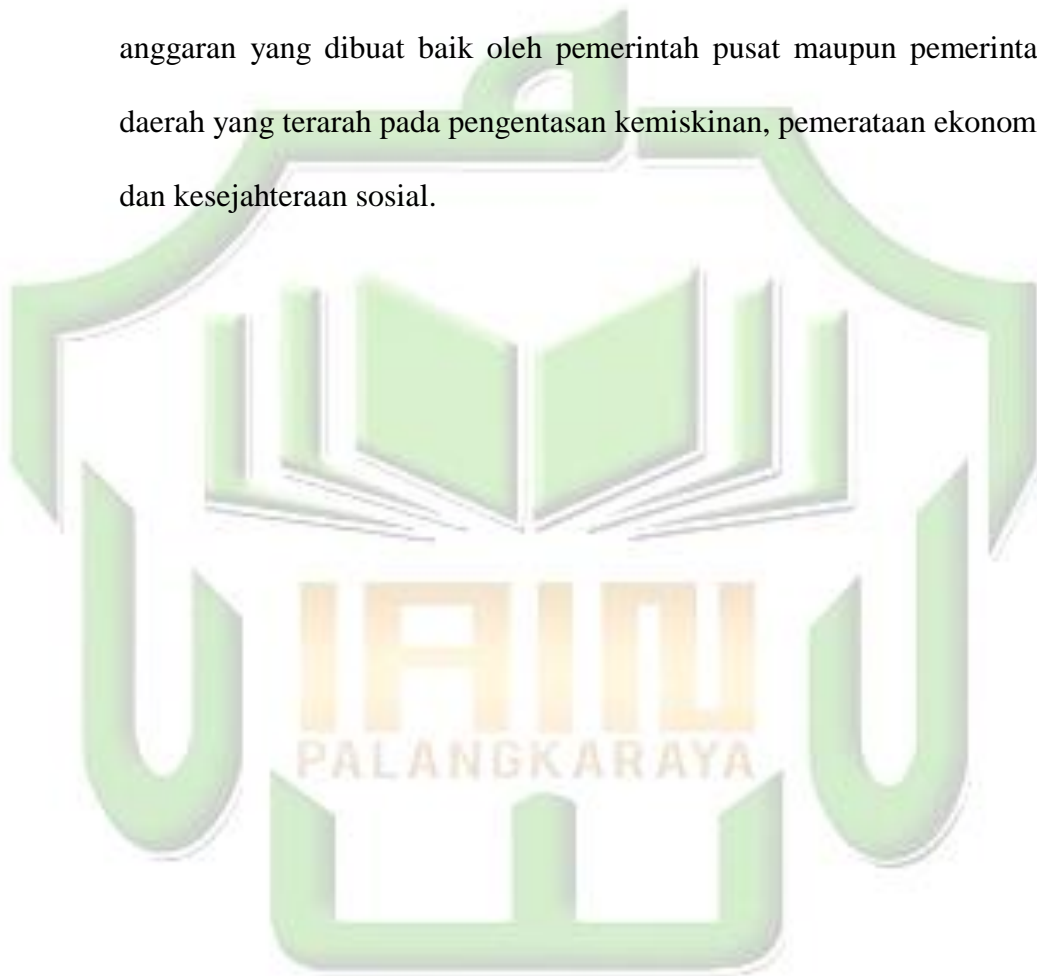 anggaran yang dibuat baik oleh pemerintah pusat maupun pemerinta
daerah yang terarah pada pengentasan kemiskinan, pemerataan ekonom
dan kesejahteraan sosial.
IAIN
PALANGKARAYA